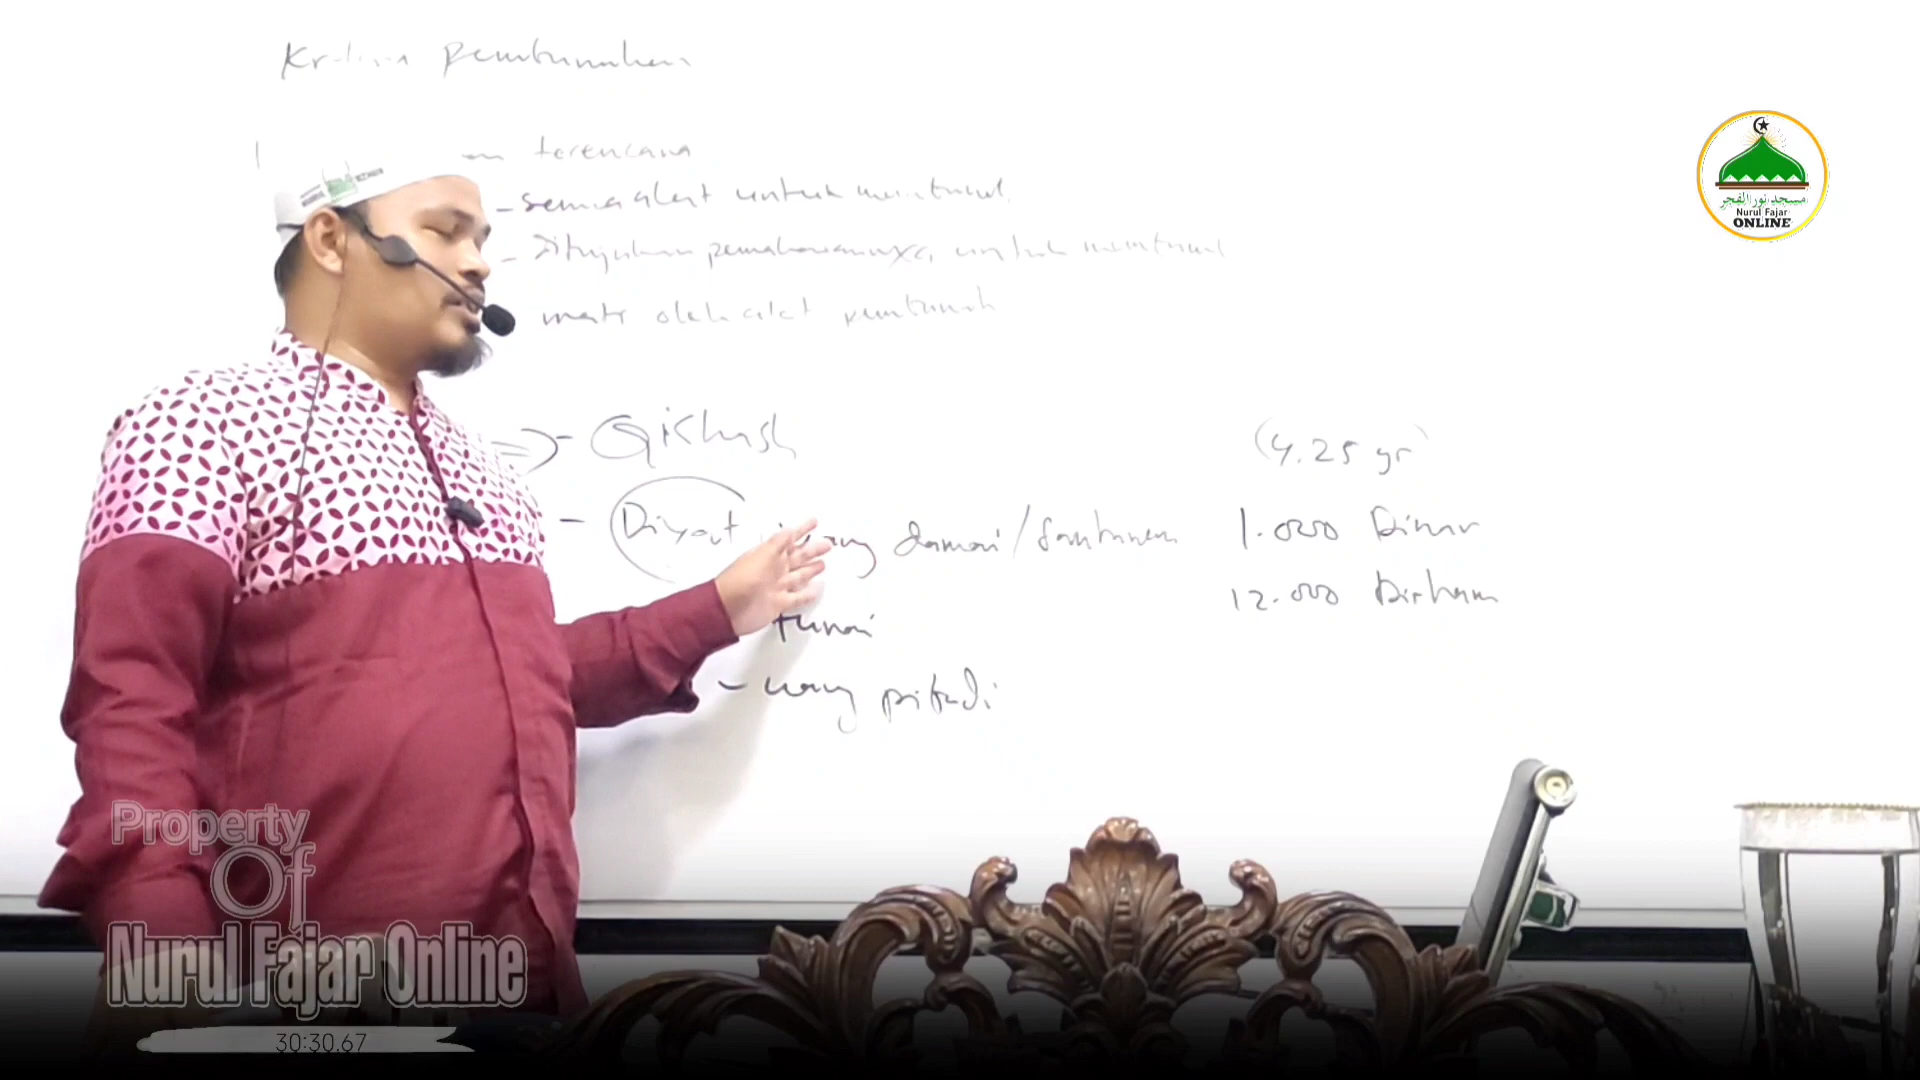 Pembunuhan
terencana
- semua alat untuk membunuh
- Ditujukan pemakaiannya untuk membunuh
mati oleh alat pembunuh
=> - Qishash
(4.25 gr)
- Diyat uang damai / santunan 1.000 Dinar
12.000 Dirham
tunai
- uang pribadi
مسجد نور الفجر
Nurul Fajar
ONLINE
Property
Of
Nurul Fajar Online
30:30.67